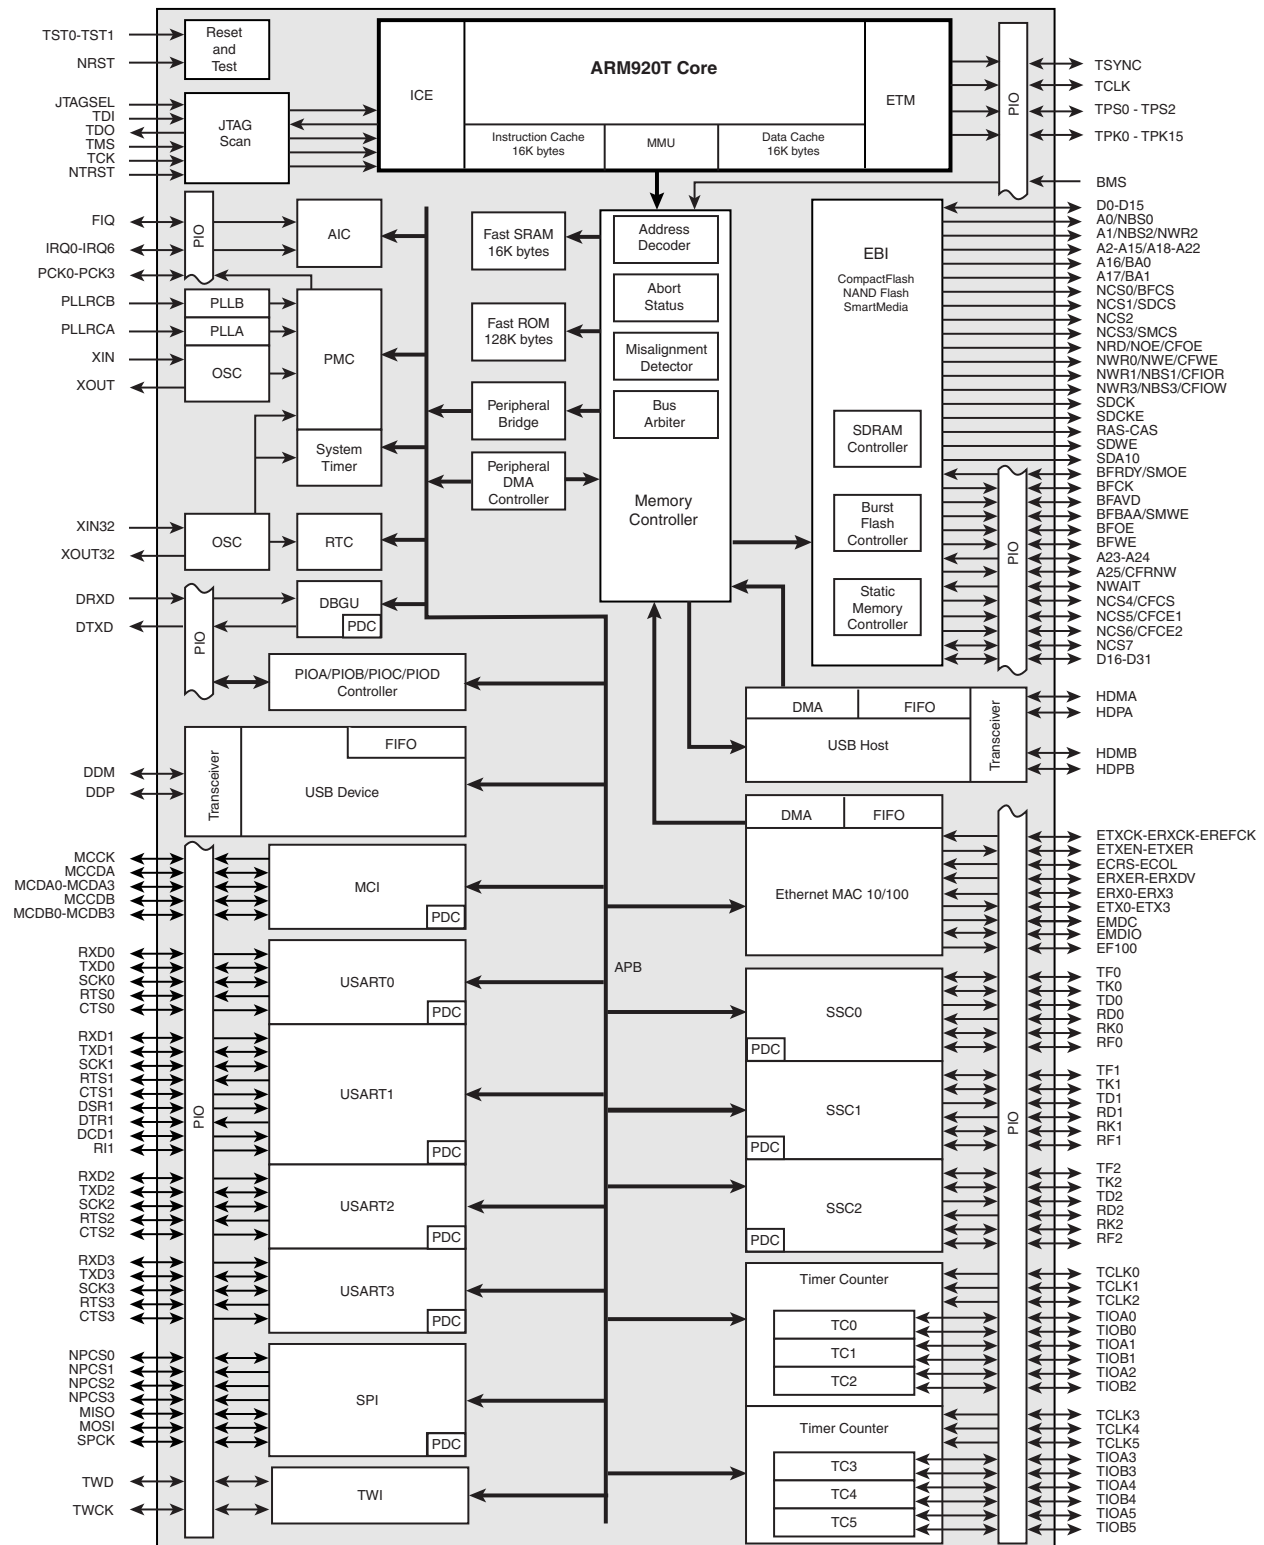 TST0-TST1
NRST
Reset
and
Test
JTAGSEL
TDI
TDO
TMS
TCK
NTRST
JTAG
Scan
ICE
ARM920T Core
Instruction Cache
16K bytes
MMU
Data Cache
16K bytes
ETM
PIO
TSYNC
TCLK
TPS0 - TPS2
TPK0 - TPK15
BMS
FIQ
IRQ0-IRQ6
PCK0-PCK3
PLLRCB
PLLRCA
XIN
XOUT
PIO
AIC
PLLB
PLLA
OSC
PMC
System
Timer
XIN32
XOUT32
OSC
RTC
DRXD
DTXD
PIO
DBGU
PDC
PIOA/PIOB/PIOC/PIOD
Controller
Fast SRAM
16K bytes
Fast ROM
128K bytes
Peripheral
Bridge
Peripheral
DMA
Controller
Address
Decoder
Abort
Status
Misalignment
Detector
Bus
Arbiter
Memory
Controller
EBI
CompactFlash
NAND Flash
SmartMedia
SDRAM
Controller
Burst
Flash
Controller
Static
Memory
Controller
D0-D15
A0/NBS0
A1/NBS2/NWR2
A2-A15/A18-A22
A16/BA0
A17/BA1
NCS0/BFCS
NCS1/SDCS
NCS2
NCS3/SMCS
NRD/NOE/CFOE
NWR0/NWE/CFWE
NWR1/NBS1/CFIOR
NWR3/NBS3/CFIOW
SDCK
SDCKE
RAS-CAS
SDWE
SDA10
PIO
BFRDY/SMOE
BFCK
BFAVD
BFBAA/SMWE
BFOE
BFWE
A23-A24
A25/CFRNW
NWAIT
NCS4/CFCS
NCS5/CFCE1
NCS6/CFCE2
NCS7
D16-D31
DMA
FIFO
USB Host
Transceiver
HDMA
HDPA
HDMB
HDPB
DDM
DDP
Transceiver
FIFO
USB Device
DMA
FIFO
Ethernet MAC 10/100
PIO
ETXCK-ERXCK-EREFCK
ETXEN-ETXER
ECRS-ECOL
ERXER-ERXDV
ERX0-ERX3
ETX0-ETX3
EMDC
EMDIO
EF100
MCCK
MCCDA
MCDA0-MCDA3
MCCDB
MCDB0-MCDB3
PIO
MCI
PDC
RXD0
TXD0
SCK0
RTS0
CTS0
USART0
PDC
RXD1
TXD1
SCK1
RTS1
CTS1
DSR1
DTR1
DCD1
RI1
USART1
PDC
RXD2
TXD2
SCK2
RTS2
CTS2
USART2
PDC
RXD3
TXD3
SCK3
RTS3
CTS3
USART3
PDC
NPCS0
NPCS1
NPCS2
NPCS3
MISO
MOSI
SPCK
SPI
PDC
TWD
TWCK
TWI
APB
SSC0
PDC
TF0
TK0
TD0
RD0
RK0
RF0
SSC1
PDC
TF1
TK1
TD1
RD1
RK1
RF1
SSC2
PDC
TF2
TK2
TD2
RD2
RK2
RF2
Timer Counter
TC0
TC1
TC2
TCLK0
TCLK1
TCLK2
TIOA0
TIOB0
TIOA1
TIOB1
TIOA2
TIOB2
Timer Counter
TC3
TC4
TC5
TCLK3
TCLK4
TCLK5
TIOA3
TIOB3
TIOA4
TIOB4
TIOA5
TIOB5